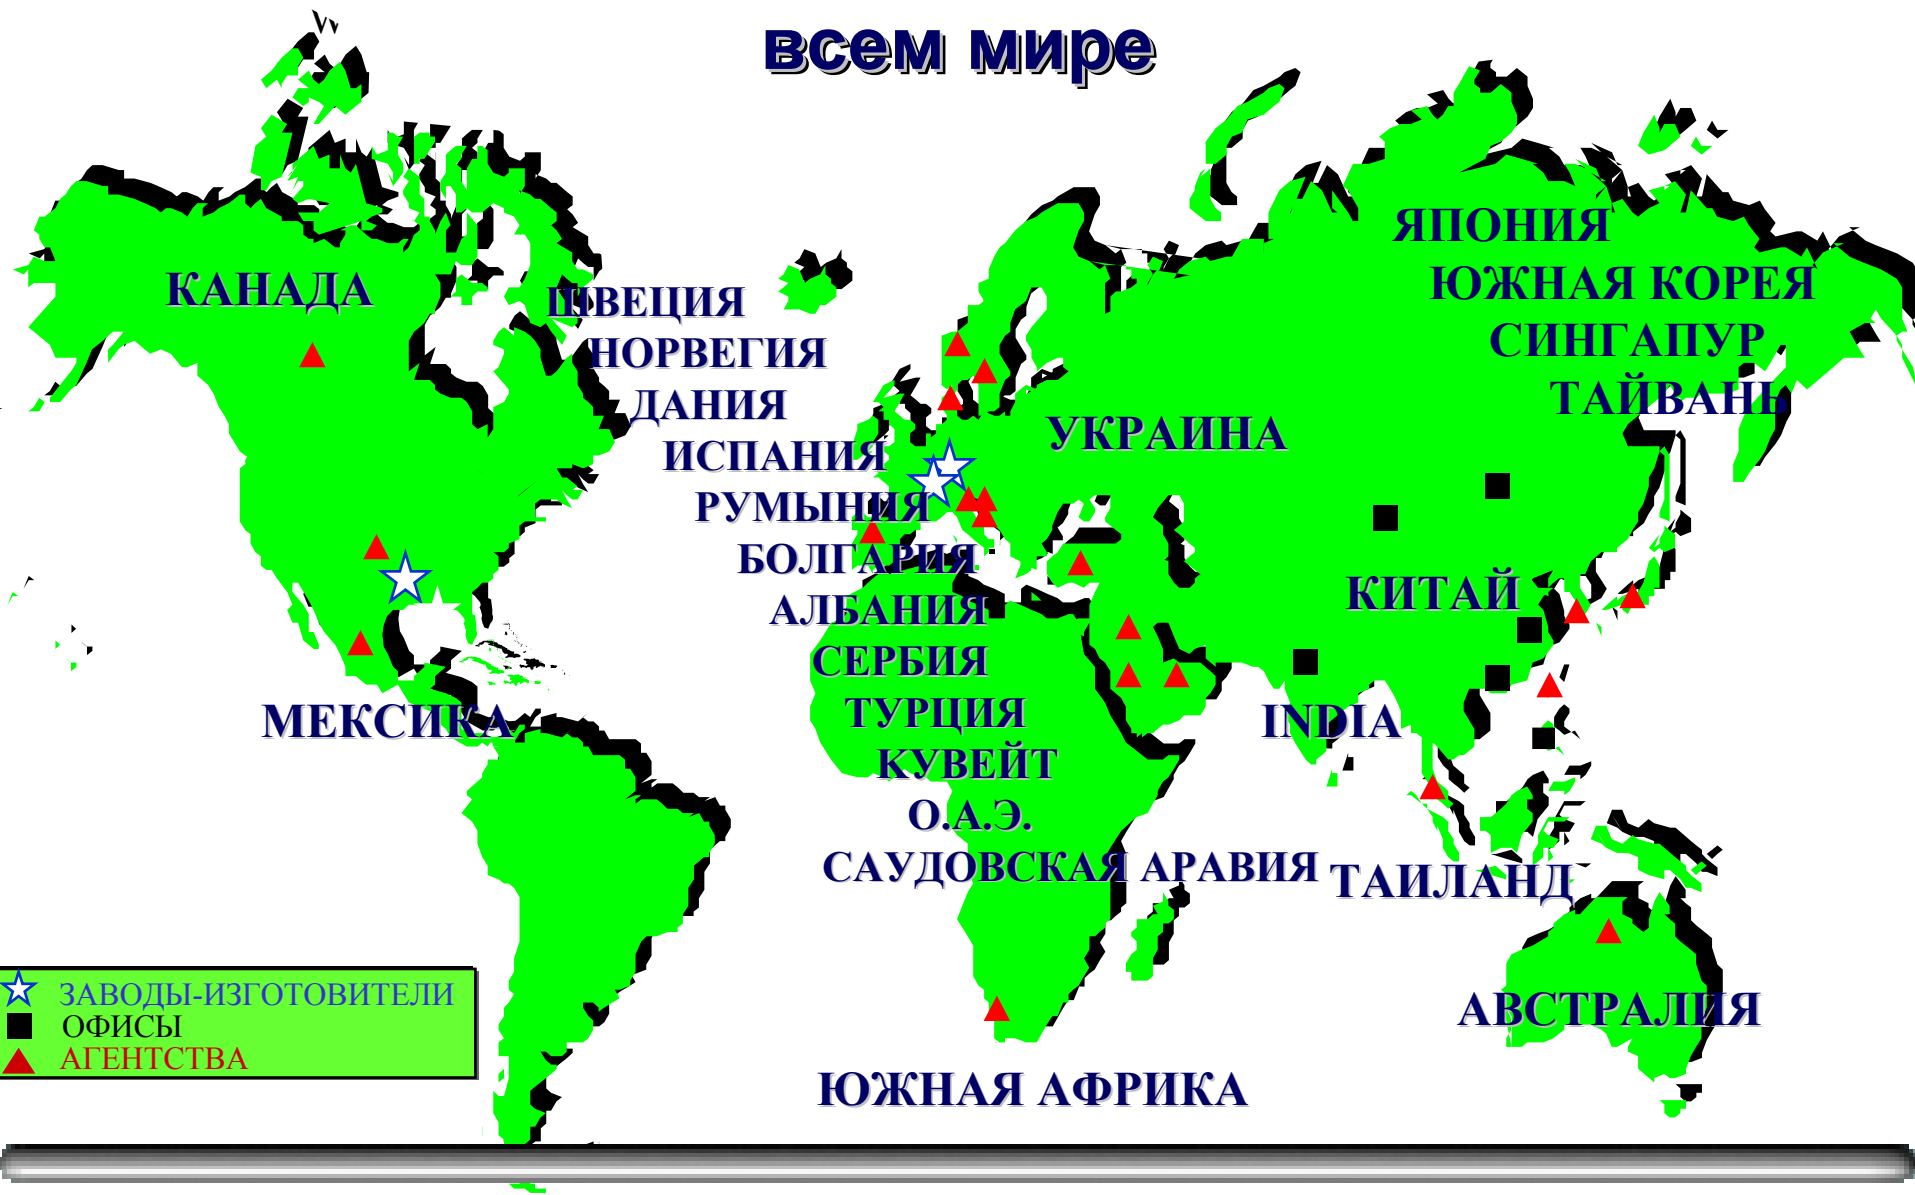 всем мире
ЯПОНИЯ
ЮЖНАЯ КОРЕЯ
СИНГАПУР
ТАЙВАНЬ
КАНАДА
ШВЕЦИЯ
НОРВЕГИЯ
ДАНИЯ
ИСПАНИЯ
РУМЫНИЯ
БОЛГАРИЯ
АЛБАНИЯ
СЕРБИЯ
ТУРЦИЯ
КУВЕЙТ
О.А.Э.
САУДОВСКАЯ АРАВИЯ
УКРАИНА
КИТАЙ
МЕКСИКА
INDIA
ТАИЛАНД
АВСТРАЛИЯ
ЮЖНАЯ АФРИКА
ЗАВОДЫ-ИЗГОТОВИТЕЛИ
ОФИСЫ
АГЕНТСТВА